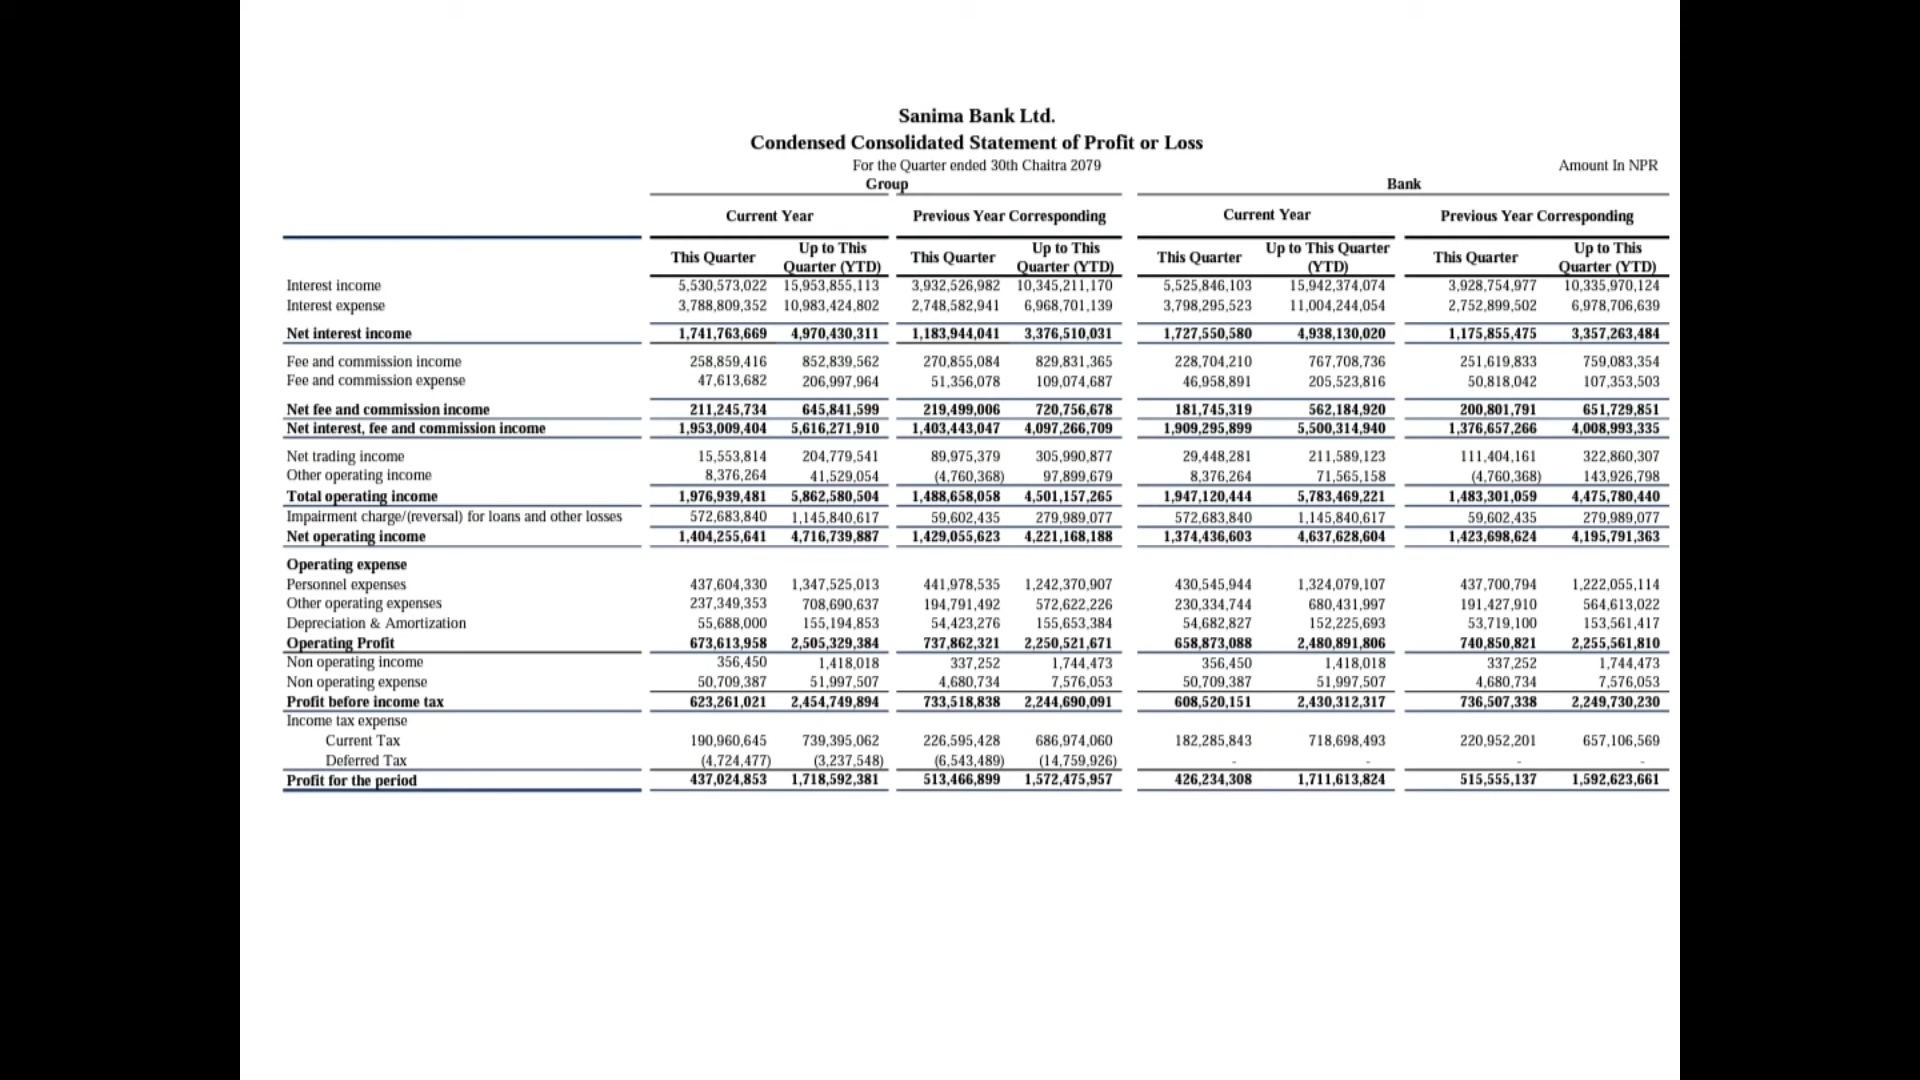 Sanima Bank Ltd.
Condensed Consolidated Statement of Profit or Loss
For the Quarter ended 30th Chaitra 2079 Amount In NPR
Group Bank
Current Year Previous Year Corresponding Current Year Previous Year Corresponding
This Quarter Up to This Quarter (YTD) This Quarter Up to This Quarter (YTD) This Quarter Up to This Quarter (YTD) This Quarter Up to This Quarter (YTD)
Interest income 5,530,573,022 15,953,855,113 3,932,526,982 10,345,211,170 5,525,846,103 15,942,374,074 3,928,754,977 10,335,970,124
Interest expense 3,788,809,352 10,983,424,802 2,748,582,941 6,968,701,139 3,798,295,523 11,004,244,054 2,752,899,502 6,978,706,639
Net interest income 1,741,763,669 4,970,430,311 1,183,944,041 3,376,510,031 1,727,550,580 4,938,130,020 1,175,855,475 3,357,263,484
Fee and commission income 258,859,416 852,839,562 270,855,084 829,831,365 228,704,210 767,708,736 251,619,833 759,083,354
Fee and commission expense 47,613,682 206,997,964 51,356,078 109,074,687 46,958,891 205,523,816 50,818,042 107,353,503
Net fee and commission income 211,245,734 645,841,599 219,499,006 720,756,678 181,745,319 562,184,920 200,801,791 651,729,851
Net interest, fee and commission income 1,953,009,404 5,616,271,910 1,403,443,047 4,097,266,709 1,909,295,899 5,500,314,940 1,376,657,266 4,008,993,335
Net trading income 15,553,814 204,779,541 89,975,379 305,990,877 29,448,281 211,589,123 111,404,161 322,860,307
Other operating income 8,376,264 41,529,054 (4,760,368) 97,899,679 8,376,264 71,565,158 (4,760,368) 143,926,798
Total operating income 1,976,939,481 5,862,580,504 1,488,658,058 4,501,157,265 1,947,120,444 5,783,469,221 1,483,301,059 4,475,780,440
Impairment charge/(reversal) for loans and other losses 572,683,840 1,145,840,617 59,602,435 279,989,077 572,683,840 1,145,840,617 59,602,435 279,989,077
Net operating income 1,404,255,641 4,716,739,887 1,429,055,623 4,221,168,188 1,374,436,603 4,637,628,604 1,423,698,624 4,195,791,363
Operating expense
Personnel expenses 437,604,330 1,347,525,013 441,978,535 1,242,370,907 430,545,944 1,324,079,107 437,700,794 1,222,055,114
Other operating expenses 237,349,353 708,690,637 194,791,492 572,622,226 230,334,744 680,431,997 191,427,910 564,613,022
Depreciation & Amortization 55,688,000 155,194,853 54,423,276 155,653,384 54,682,827 152,225,693 53,719,100 153,561,417
Operating Profit 673,613,958 2,505,329,384 737,862,321 2,250,521,671 658,873,088 2,480,891,806 740,850,821 2,255,561,810
Non operating income 356,450 1,418,018 337,252 1,744,473 356,450 1,418,018 337,252 1,744,473
Non operating expense 50,709,387 51,997,507 4,680,734 7,576,053 50,709,387 51,997,507 4,680,734 7,576,053
Profit before income tax 623,261,021 2,454,749,894 733,518,838 2,244,690,091 608,520,151 2,430,312,317 736,507,338 2,249,730,230
Income tax expense
Current Tax 190,960,645 739,395,062 226,595,428 686,974,060 182,285,843 718,698,493 220,952,201 657,106,569
Deferred Tax (4,724,477) (3,237,548) (6,543,489) (14,759,926) - - - -
Profit for the period 437,024,853 1,718,592,381 513,466,899 1,572,475,957 426,234,308 1,711,613,824 515,555,137 1,592,623,661